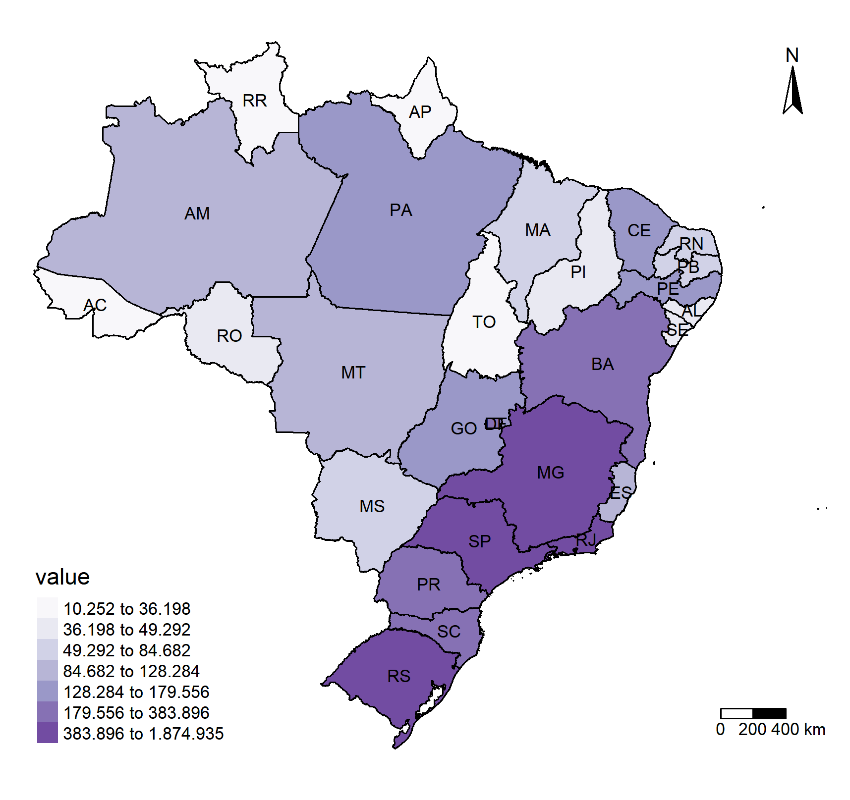 N
RR
AP
AM
PA
MA
CE
RN
PB
PI
PE
AL
SE
AC
RO
TO
MT
BA
GO
DF
MG
MS
ES
SP
RJ
PR
SC
RS
value
10.252 to 36.198
36.198 to 49.292
49.292 to 84.682
84.682 to 128.284
128.284 to 179.556
179.556 to 383.896
383.896 to 1.874.935
0 200 400 km